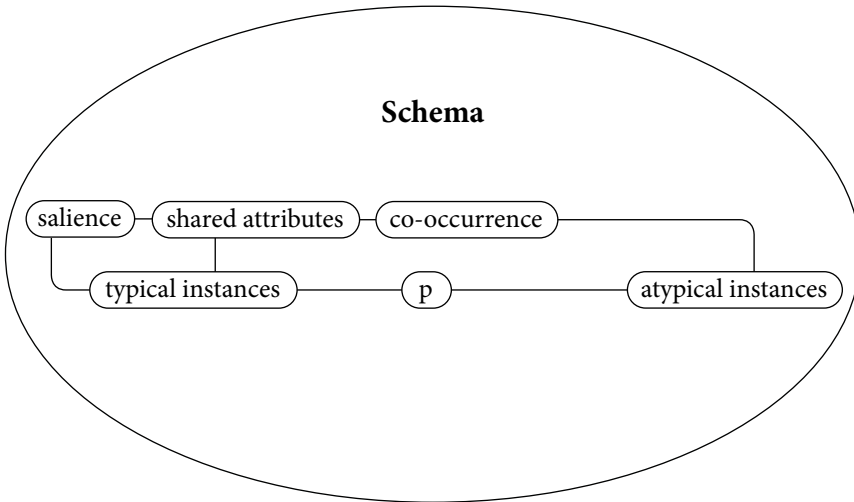 Schema
salience shared attributes co-occurrence
typical instances p atypical instances